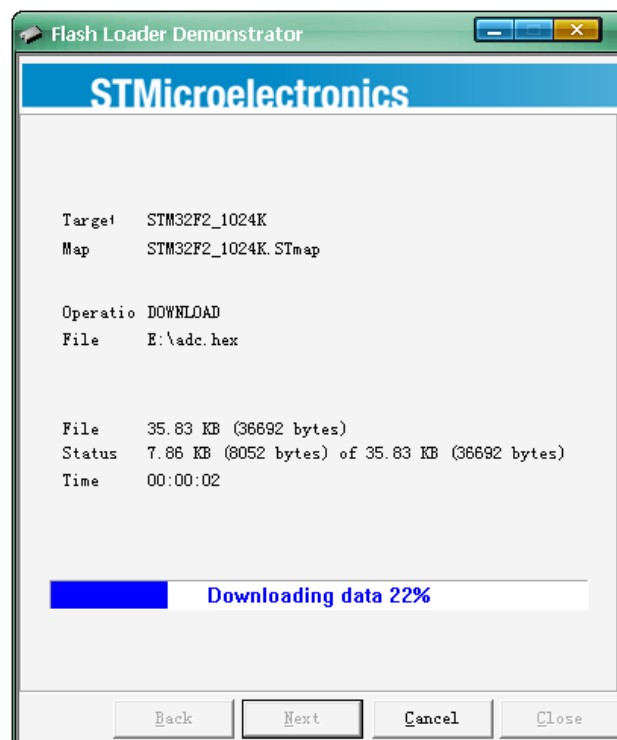 Flash Loader Demonstrator
STMicroelectronics
Target STM32F2_1024K
Map STM32F2_1024K.STmap
Operatio DOWNLOAD
File E:\adc.hex
File 35.83 KB (36692 bytes)
Status 7.86 KB (8052 bytes) of 35.83 KB (36692 bytes)
Time 00:00:02
Downloading data 22%
Back Next Cancel Close